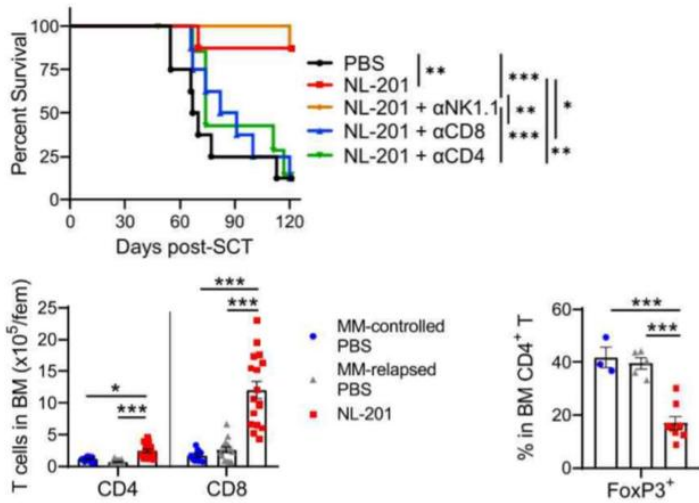 Percent Survival
100
75
50
25
0
0 30 60 90 120
Days post-SCT
PBS
NL-201
NL-201 + αNK1.1
NL-201 + αCD8
NL-201 + αCD4
**
***
**
***
*
**
T cells in BM (x10⁵/fem)
25
20
15
10
5
0
*
***
***
***
CD4 CD8
MM-controlled
PBS
MM-relapsed
PBS
NL-201
% in BM CD4⁺ T
60
40
20
0
***
***
FoxP3⁺